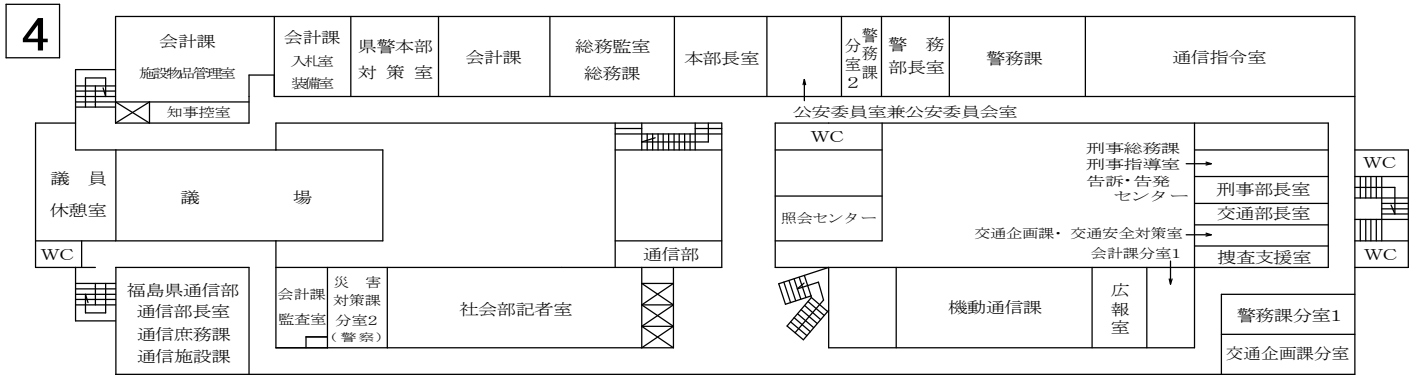 4
会計課
施設物品管理室
知事控室
会計課
入札室
装備室
県警本部
対策室
会計課
総務監室
総務課
本部長室
公安委員室兼公安委員会室
警務課
分室2
警務
部長室
警務課
通信指令室
議員
休憩室
議場
WC
WC
照会センター
通信部
刑事総務課
刑事指導室
告訴・告発
センター
刑事部長室
交通部長室
交通企画課・交通安全対策室
会計課分室1
捜査支援室
WC
WC
福島県通信部
通信部長室
通信庶務課
通信施設課
会計課
監査室
災害
対策課
分室2
(警察)
社会部記者室
機動通信課
広報室
警務課分室1
交通企画課分室